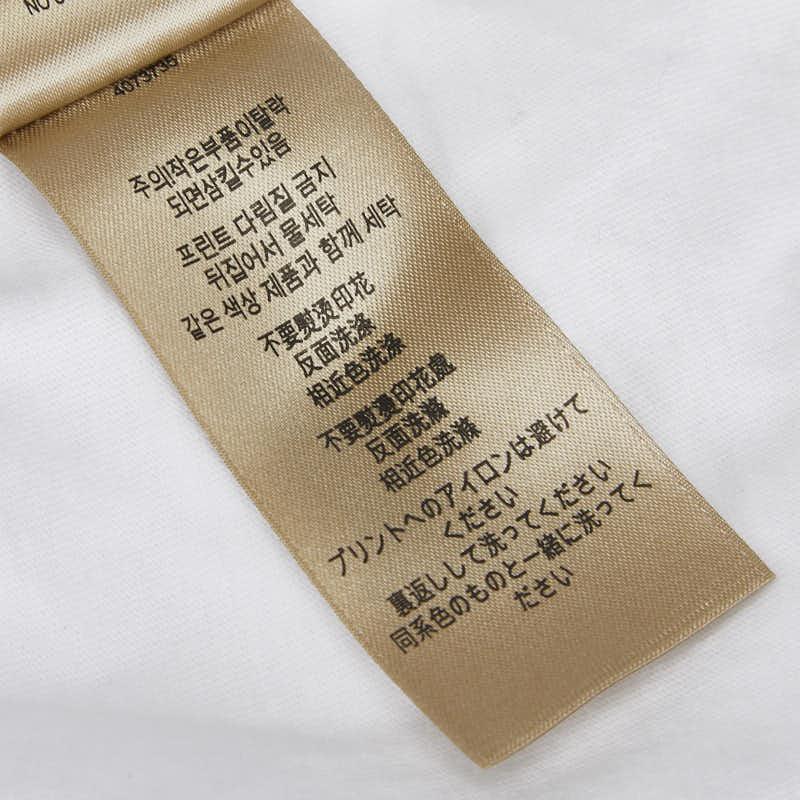 NO
4073735
주의작은부품이탈락
되면삼킬수있음
프린트 다림질 금지
뒤집어서 물세탁
같은 색상 제품과 함께 세탁
不要熨烫印花
反面洗涤
相近色洗涤
不要熨燙印花處
反面洗滌
相近色洗滌
プリントへのアイロンは避けて
ください
裏返しして洗ってください
同系色のものと一緒に洗ってく
ださい